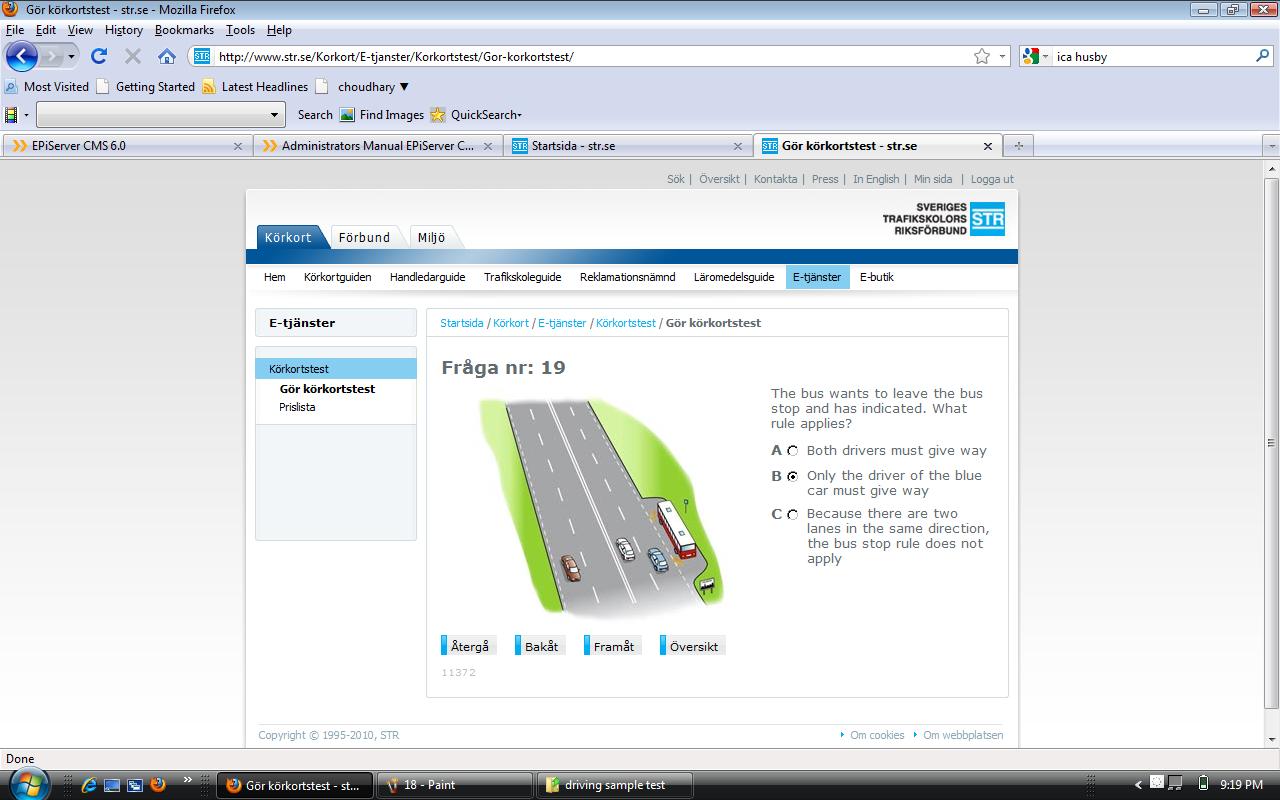 Gör körkortstest - str.se - Mozilla Firefox
File Edit View History Bookmarks Tools Help
STR http://www.str.se/Korkort/E-tjanster/Korkortstest/Gor-korkortstest/ ica husby
Most Visited Getting Started Latest Headlines choudhary
Search Find Images QuickSearch
EPiServer CMS 6.0 Administrators Manual EPiServer C... STR Startsida - str.se STR Gör körkortstest - str.se
Sök | Översikt | Kontakta | Press | In English | Min sida | Logga ut
SVERIGES
TRAFIKSKOLORS STR
RIKSFÖRBUND
Körkort Förbund Miljö
Hem Körkortguiden Handledarguide Trafikskoleguide Reklamationsnämnd Läromedelsguide E-tjänster E-butik
E-tjänster
Körkortstest
Gör körkortstest
Prislista
Startsida / Körkort / E-tjänster / Körkortstest / Gör körkortstest
Fråga nr: 19
The bus wants to leave the bus
stop and has indicated. What
rule applies?
A Both drivers must give way
B Only the driver of the blue
car must give way
C Because there are two
lanes in the same direction,
the bus stop rule does not
apply
Återgå Bakåt Framåt Översikt
11372
Copyright © 1995-2010, STR Om cookies Om webbplatsen
Done
Gör körkortstest - st... 18 - Paint driving sample test 9:19 PM